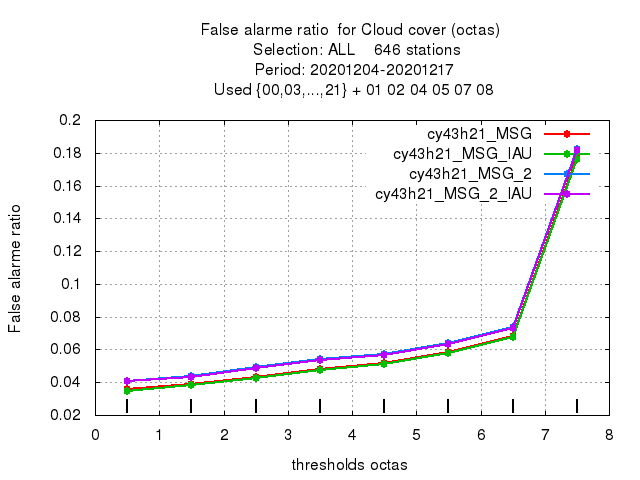 False alarme ratio  for Cloud cover (octas)
Selection: ALL    646 stations
Period: 20201204-20201217
Used {00,03,...,21} + 01 02 04 05 07 08
cy43h21_MSG
cy43h21_MSG_IAU
cy43h21_MSG_2
cy43h21_MSG_2_IAU
False alarme ratio
0.2
0.18
0.16
0.14
0.12
0.1
0.08
0.06
0.04
0.02
0 1 2 3 4 5 6 7 8
thresholds octas